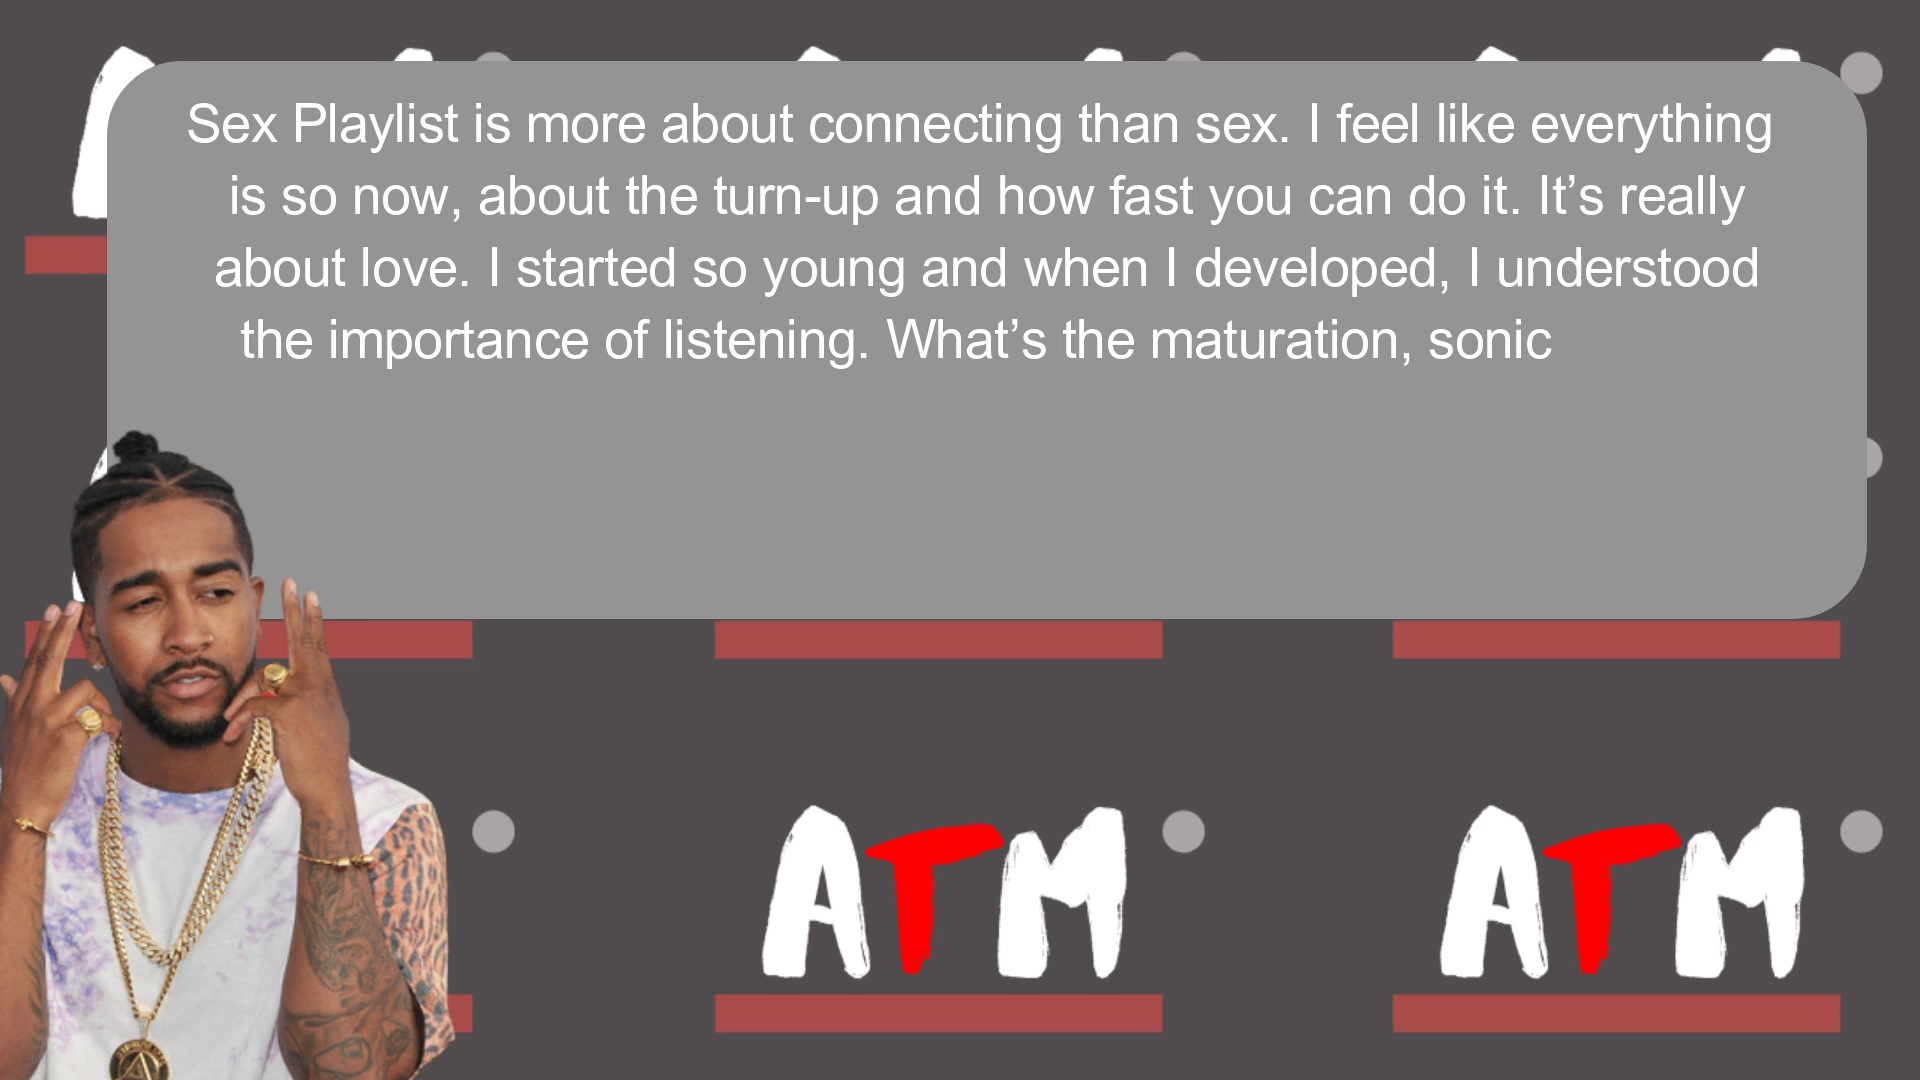 Sex Playlist is more about connecting than sex. I feel like everything
is so now, about the turn-up and how fast you can do it. It’s really
about love. I started so young and when I developed, I understood
the importance of listening. What’s the maturation, sonic
ATM ATM